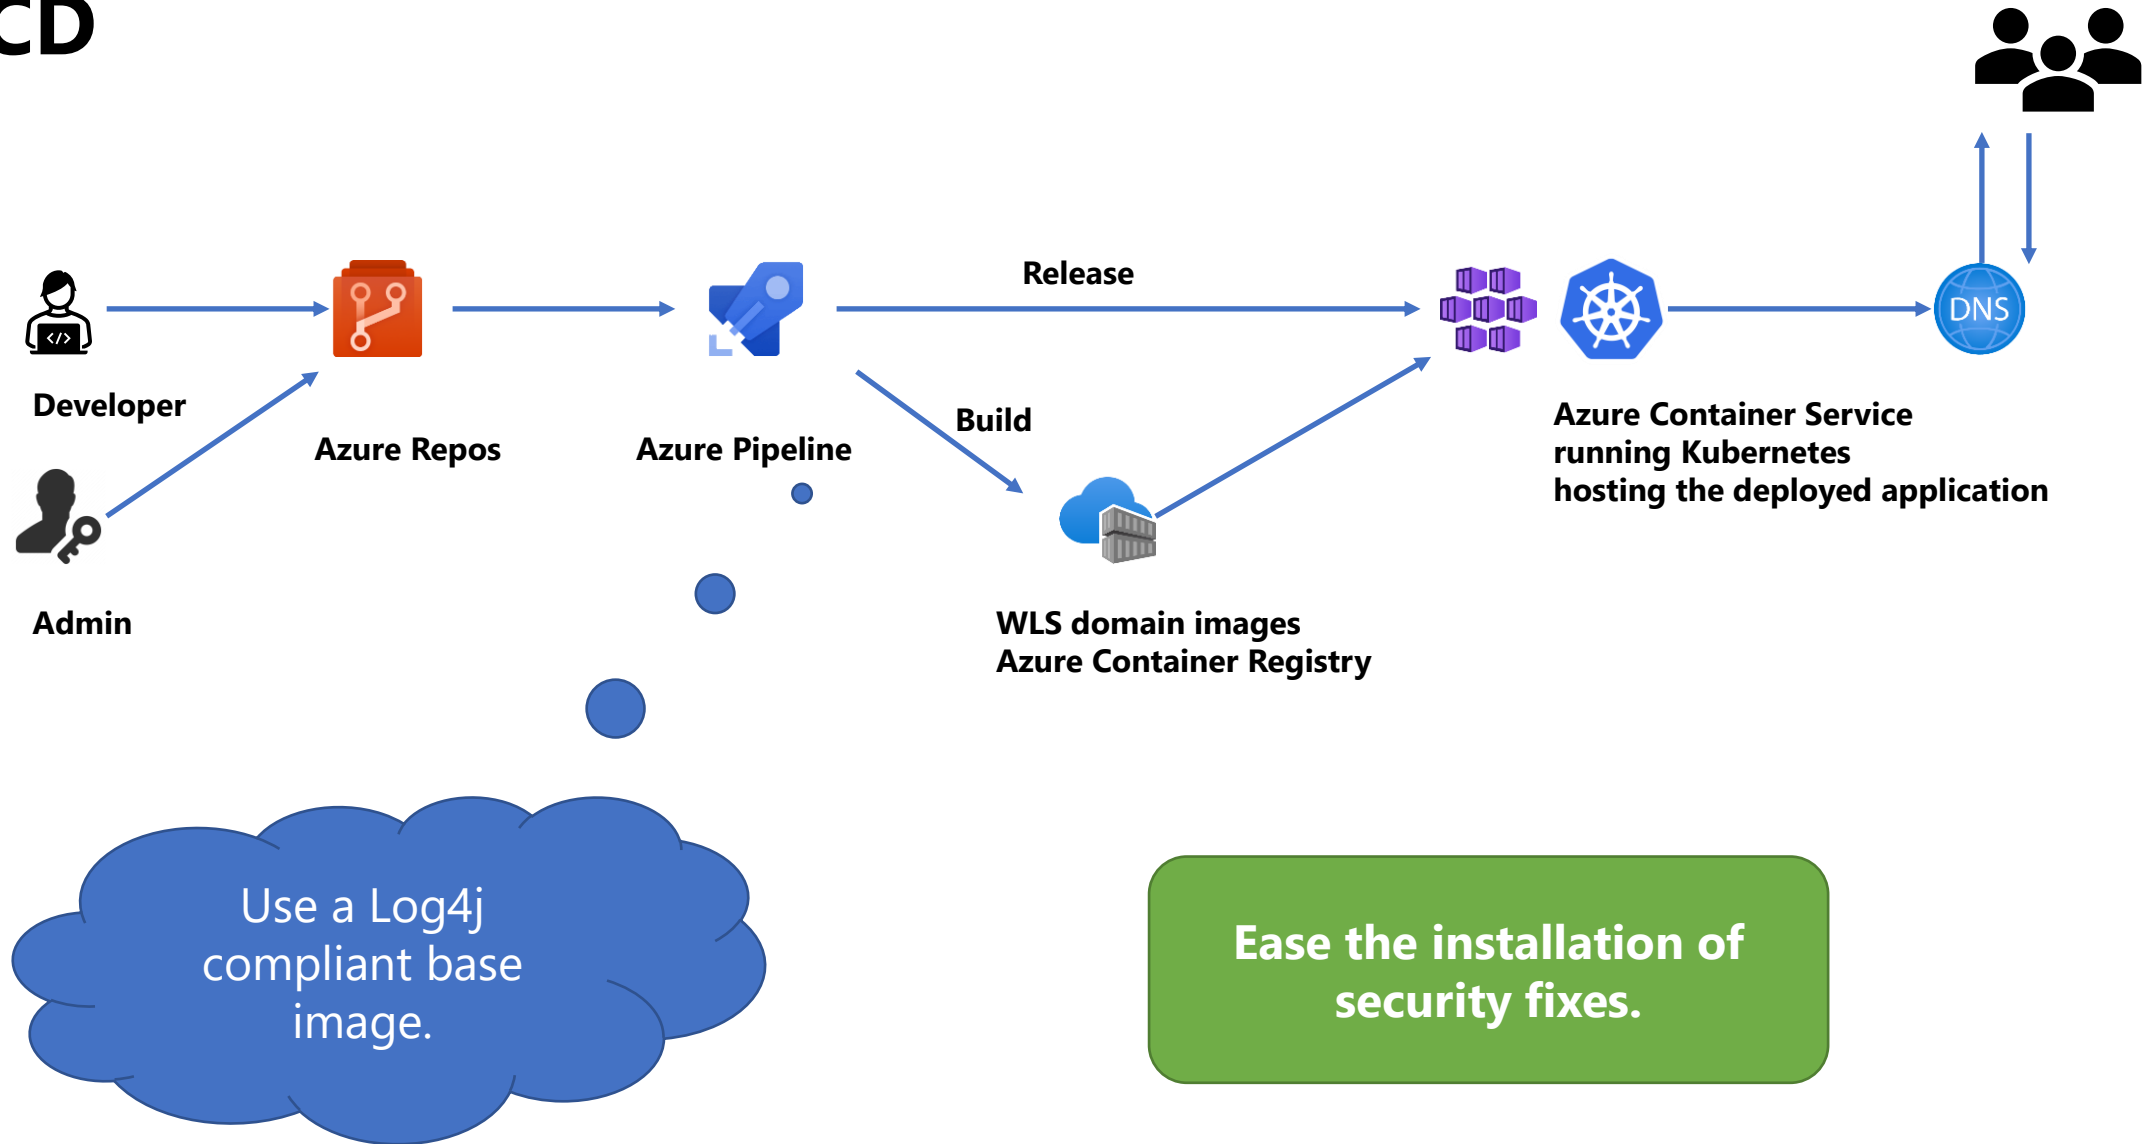 CD
Release
DNS
</>
Developer
Build
Azure Repos
Azure Pipeline
Azure Container Service
running Kubernetes
hosting the deployed application
Admin
WLS domain images
Azure Container Registry
Use a Log4j
compliant base
image.
Ease the installation of
security fixes.